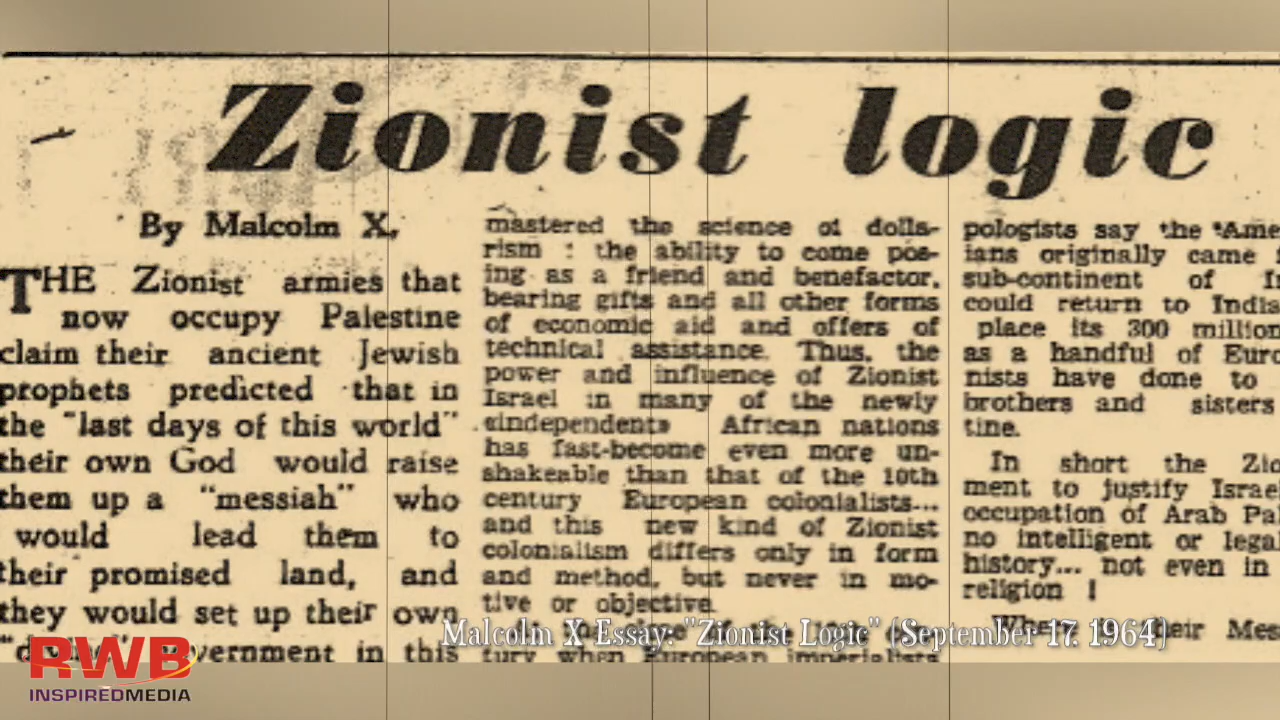 Zionist logic
By Malcolm X,
THE Zionist armies that
now occupy Palestine
claim their ancient Jewish
prophets predicted that in
the "last days of this world"
their own God would raise
them up a "messiah" who
would lead them to
their promised land, and
they would set up their own
in this
mastered the science of dolla-
rism : the ability to come pos-
ing as a friend and benefactor,
bearing gifts and all other forms
of economic aid and offers of
technical assistance. Thus, the
power and influence of Zionist
Israel in many of the newly
«independent» African nations
has fast-become even more un-
shakeable than that of the 18th
century European colonialists...
and this new kind of Zionist
colonialism differs only in form
and method, but never in mo-
tive or objective.
tury when European imperialists
pologists say the
ians originally came
sub-continent of
could return to
place its 300
as a handful of
nists have done to
brothers and sisters
tine.
In short the
ment to justify
occupation of Arab
no intelligent or
history... not even in
religion !
Malcolm X Essay: "Zionist Logic" (September 17, 1964)
RWB
INSPIREDMEDIA